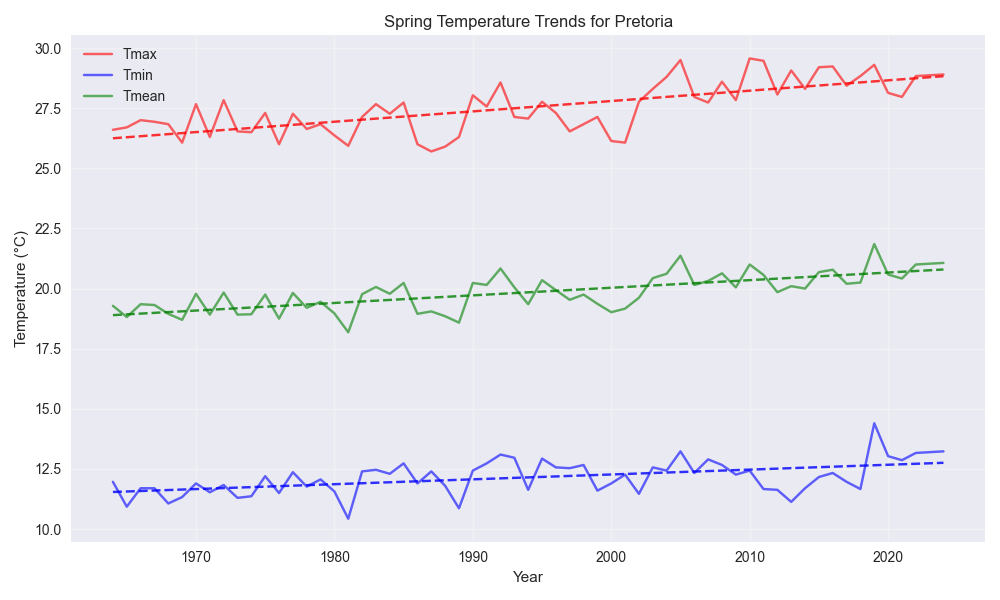 Spring Temperature Trends for Pretoria
Tmax
Tmin
Tmean
Temperature (°C)
30.0
27.5
25.0
22.5
20.0
17.5
15.0
12.5
10.0
1970 1980 1990 2000 2010 2020
Year